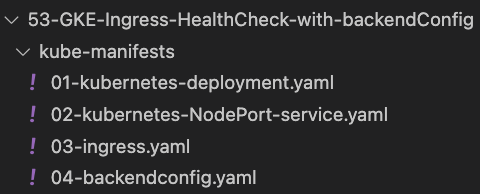 53-GKE-Ingress-HealthCheck-with-backendConfig
kube-manifests
! 01-kubernetes-deployment.yaml
! 02-kubernetes-NodePort-service.yaml
! 03-ingress.yaml
! 04-backendconfig.yaml